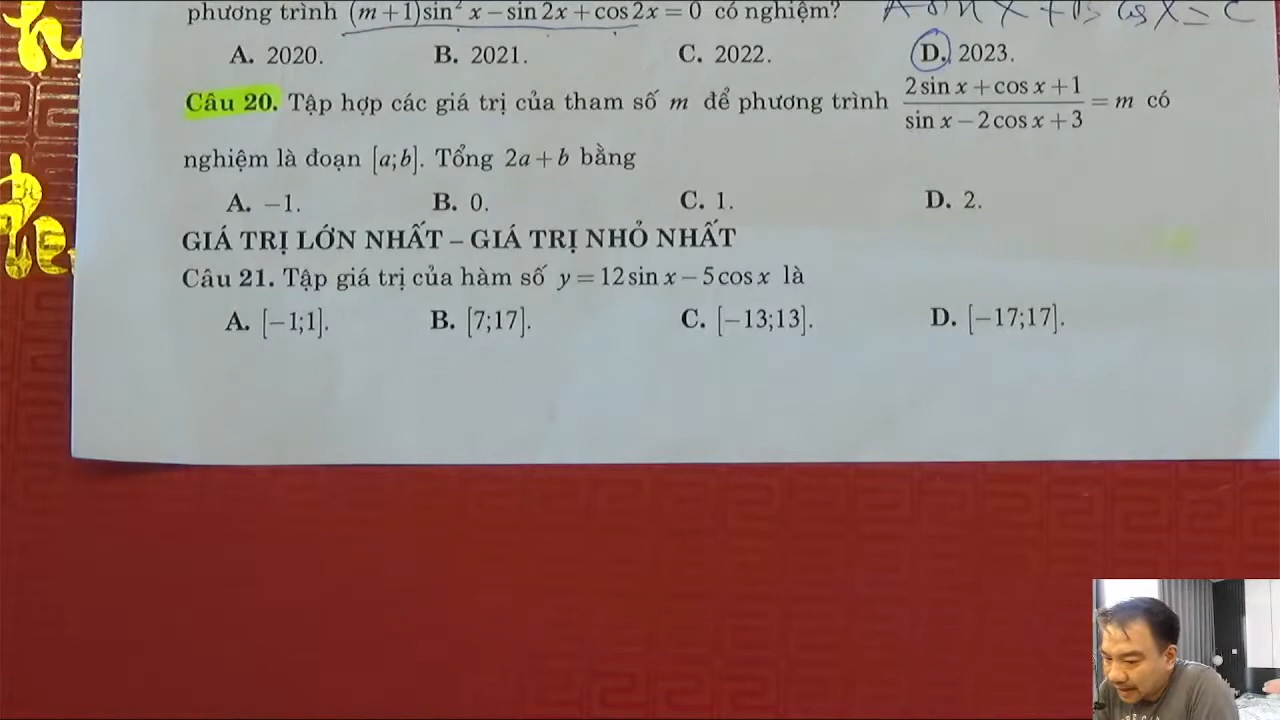 phương trình (m+1)sin² x − sin 2x + cos 2x = 0 có nghiệm? A sin x + B cos x = C
A. 2020. B. 2021. C. 2022. D. 2023.
Câu 20. Tập hợp các giá trị của tham số m để phương trình (2 sin x + cos x + 1)/(sin x − 2 cos x + 3) = m có
nghiệm là đoạn [a;b]. Tổng 2a + b bằng
A. −1. B. 0. C. 1. D. 2.
GIÁ TRỊ LỚN NHẤT – GIÁ TRỊ NHỎ NHẤT
Câu 21. Tập giá trị của hàm số y = 12 sin x − 5 cos x là
A. [−1;1]. B. [7;17]. C. [−13;13]. D. [−17;17].